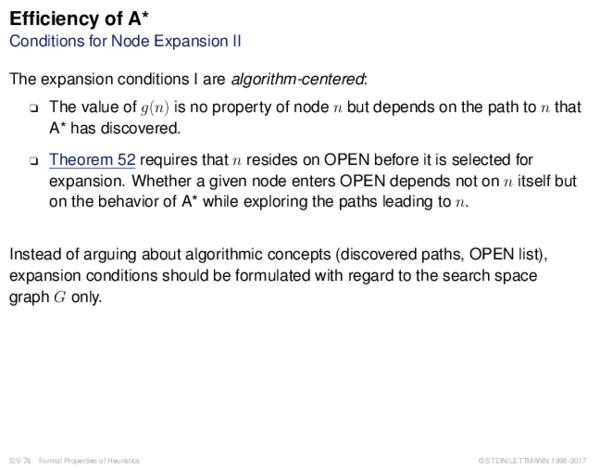 Efficiency of A*
Conditions for Node Expansion II
The expansion conditions I are algorithm-centered:
❑ The value of g(n) is no property of node n but depends on the path to n that
A* has discovered.
❑ Theorem 52 requires that n resides on OPEN before it is selected for
expansion. Whether a given node enters OPEN depends not on n itself but
on the behavior of A* while exploring the paths leading to n.
Instead of arguing about algorithmic concepts (discovered paths, OPEN list),
expansion conditions should be formulated with regard to the search space
graph G only.
S:V-76 Formal Properties of Heuristics ©STEIN/LETTMANN 1998-2017